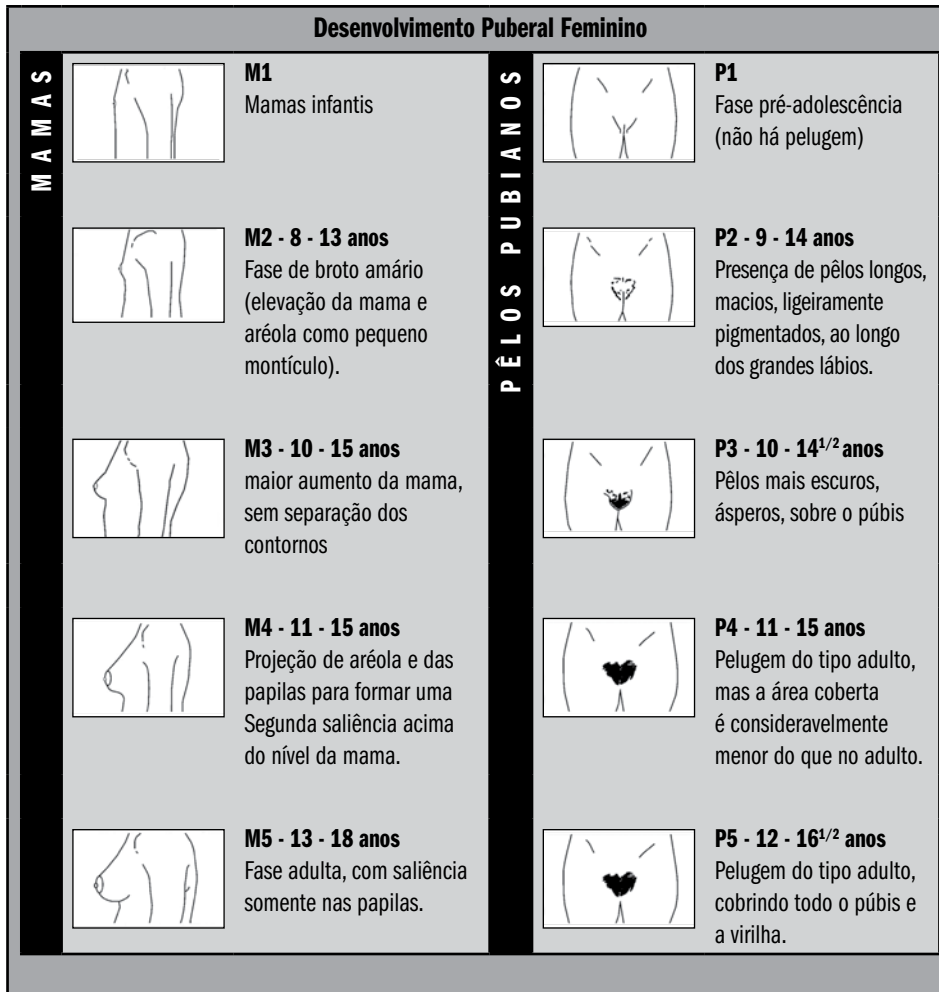 Desenvolvimento Puberal Feminino
MAMAS
M1
Mamas infantis
M2 - 8 - 13 anos
Fase de broto amário
(elevação da mama e
aréola como pequeno
montículo).
M3 - 10 - 15 anos
maior aumento da mama,
sem separação dos
contornos
M4 - 11 - 15 anos
Projeção de aréola e das
papilas para formar uma
Segunda saliência acima
do nível da mama.
M5 - 13 - 18 anos
Fase adulta, com saliência
somente nas papilas.
PÊLOS PUBIANOS
P1
Fase pré-adolescência
(não há pelugem)
P2 - 9 - 14 anos
Presença de pêlos longos,
macios, ligeiramente
pigmentados, ao longo
dos grandes lábios.
P3 - 10 - 14¹/² anos
Pêlos mais escuros,
ásperos, sobre o púbis
P4 - 11 - 15 anos
Pelugem do tipo adulto,
mas a área coberta
é consideravelmente
menor do que no adulto.
P5 - 12 - 16¹/² anos
Pelugem do tipo adulto,
cobrindo todo o púbis e
a virilha.